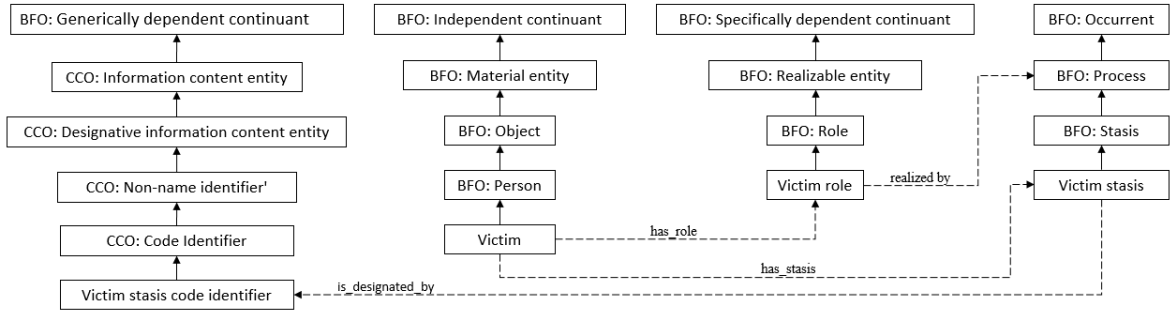 BFO: Generically dependent continuant
BFO: Independent continuant
BFO: Specifically dependent continuant
BFO: Occurrent
CCO: Information content entity
BFO: Material entity
BFO: Realizable entity
BFO: Process
CCO: Designative information content entity
BFO: Object
BFO: Role
BFO: Stasis
CCO: Non-name identifier'
BFO: Person
Victim role
realized by
Victim stasis
CCO: Code Identifier
Victim
has_role
has_stasis
Victim stasis code identifier
is_designated_by